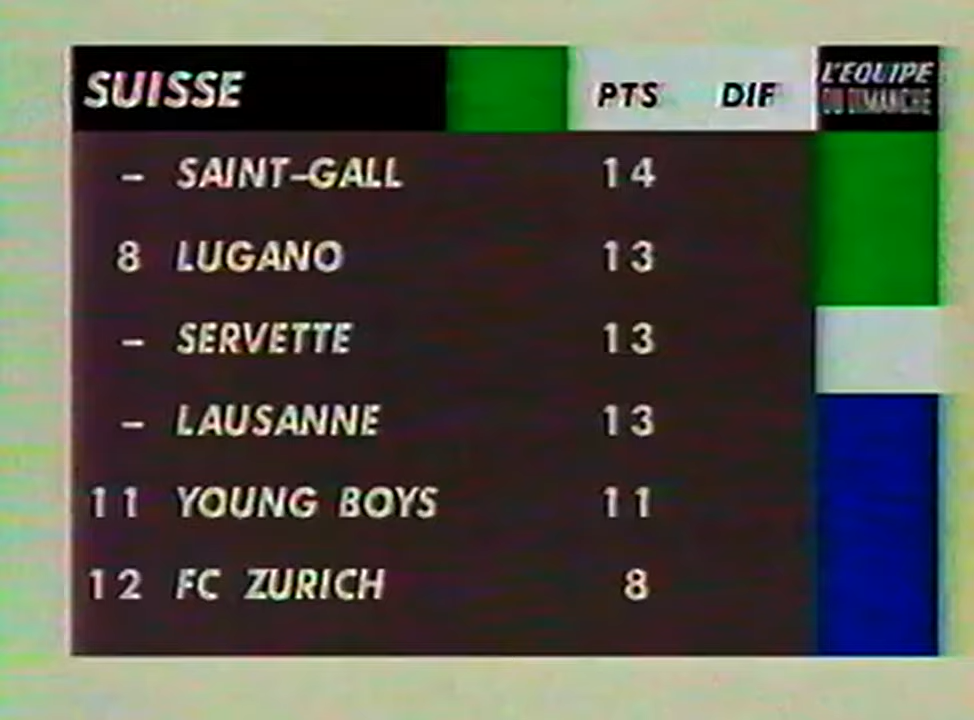 SUISSE PTS DIF L'EQUIPE DU DIMANCHE
– SAINT-GALL 14
8 LUGANO 13
– SERVETTE 13
– LAUSANNE 13
11 YOUNG BOYS 11
12 FC ZURICH 8